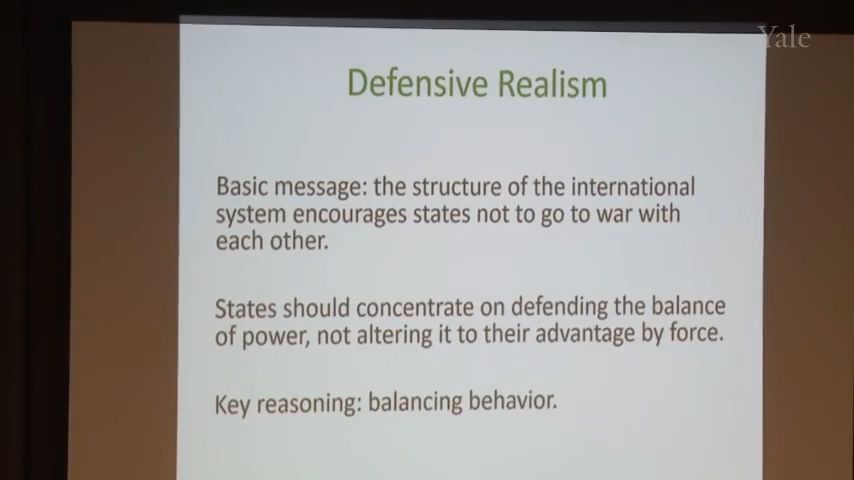 Yale
Defensive Realism
Basic message: the structure of the international
system encourages states not to go to war with
each other.
States should concentrate on defending the balance
of power, not altering it to their advantage by force.
Key reasoning: balancing behavior.